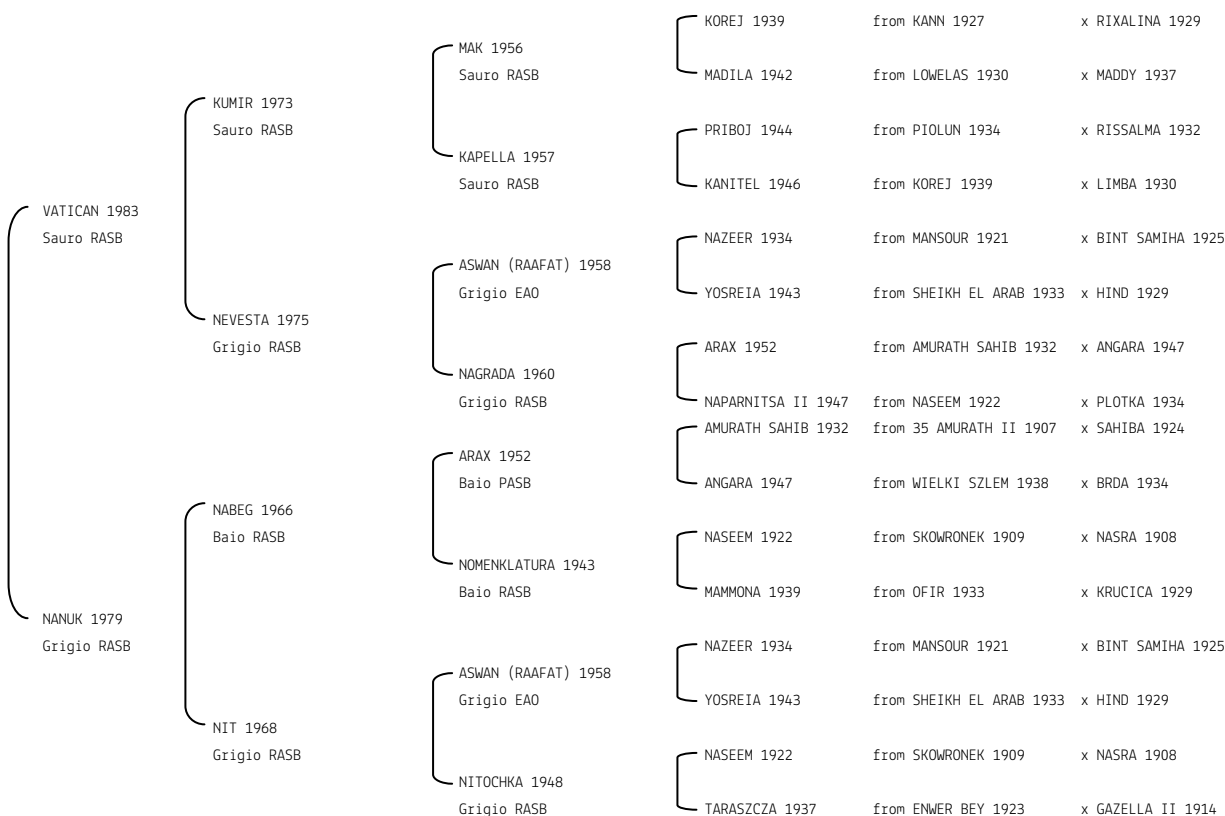 KOREJ 1939 from KANN 1927 x RIXALINA 1929
MAK 1956
Sauro RASB
MADILA 1942 from LOWELAS 1930 x MADDY 1937
KUMIR 1973
Sauro RASB
PRIBOJ 1944 from PIOLUN 1934 x RISSALMA 1932
KAPELLA 1957
Sauro RASB
KANITEL 1946 from KOREJ 1939 x LIMBA 1930
VATICAN 1983
Sauro RASB
NAZEER 1934 from MANSOUR 1921 x BINT SAMIHA 1925
ASWAN (RAAFAT) 1958
Grigio EAO
YOSREIA 1943 from SHEIKH EL ARAB 1933 x HIND 1929
NEVESTA 1975
Grigio RASB
ARAX 1952 from AMURATH SAHIB 1932 x ANGARA 1947
NAGRADA 1960
Grigio RASB
NAPARNITSA II 1947 from NASEEM 1922 x PLOTKA 1934
AMURATH SAHIB 1932 from 35 AMURATH II 1907 x SAHIBA 1924
ARAX 1952
Baio PASB
ANGARA 1947 from WIELKI SZLEM 1938 x BRDA 1934
NABEG 1966
Baio RASB
NASEEM 1922 from SKOWRONEK 1909 x NASRA 1908
NOMENKLATURA 1943
Baio RASB
MAMMONA 1939 from OFIR 1933 x KRUCICA 1929
NANUK 1979
Grigio RASB
NAZEER 1934 from MANSOUR 1921 x BINT SAMIHA 1925
ASWAN (RAAFAT) 1958
Grigio EAO
YOSREIA 1943 from SHEIKH EL ARAB 1933 x HIND 1929
NIT 1968
Grigio RASB
NASEEM 1922 from SKOWRONEK 1909 x NASRA 1908
NITOCHKA 1948
Grigio RASB
TARASZCZA 1937 from ENWER BEY 1923 x GAZELLA II 1914